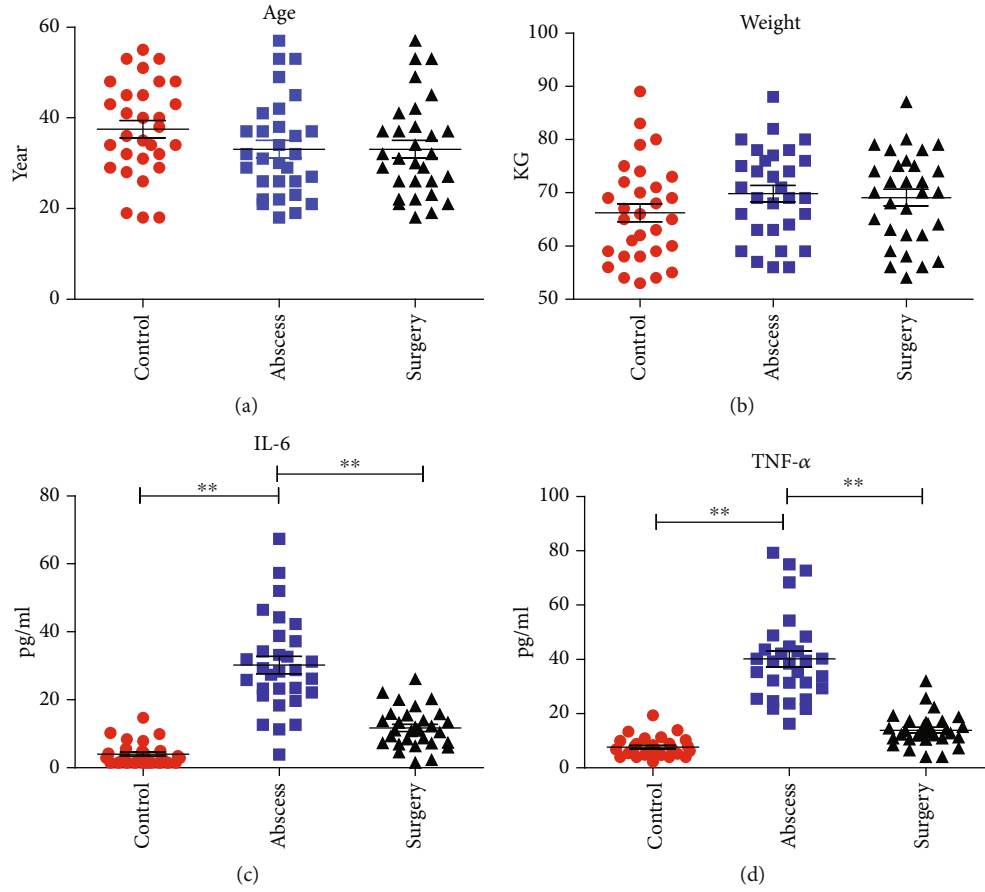 Age
60
40
20
0
Year
Control
Abscess
Surgery
(a)
Weight
100
90
80
70
60
50
KG
Control
Abscess
Surgery
(b)
IL-6
**
**
80
60
40
20
0
pg/ml
Control
Abscess
Surgery
(c)
TNF-α
**
**
100
80
60
40
20
0
pg/ml
Control
Abscess
Surgery
(d)